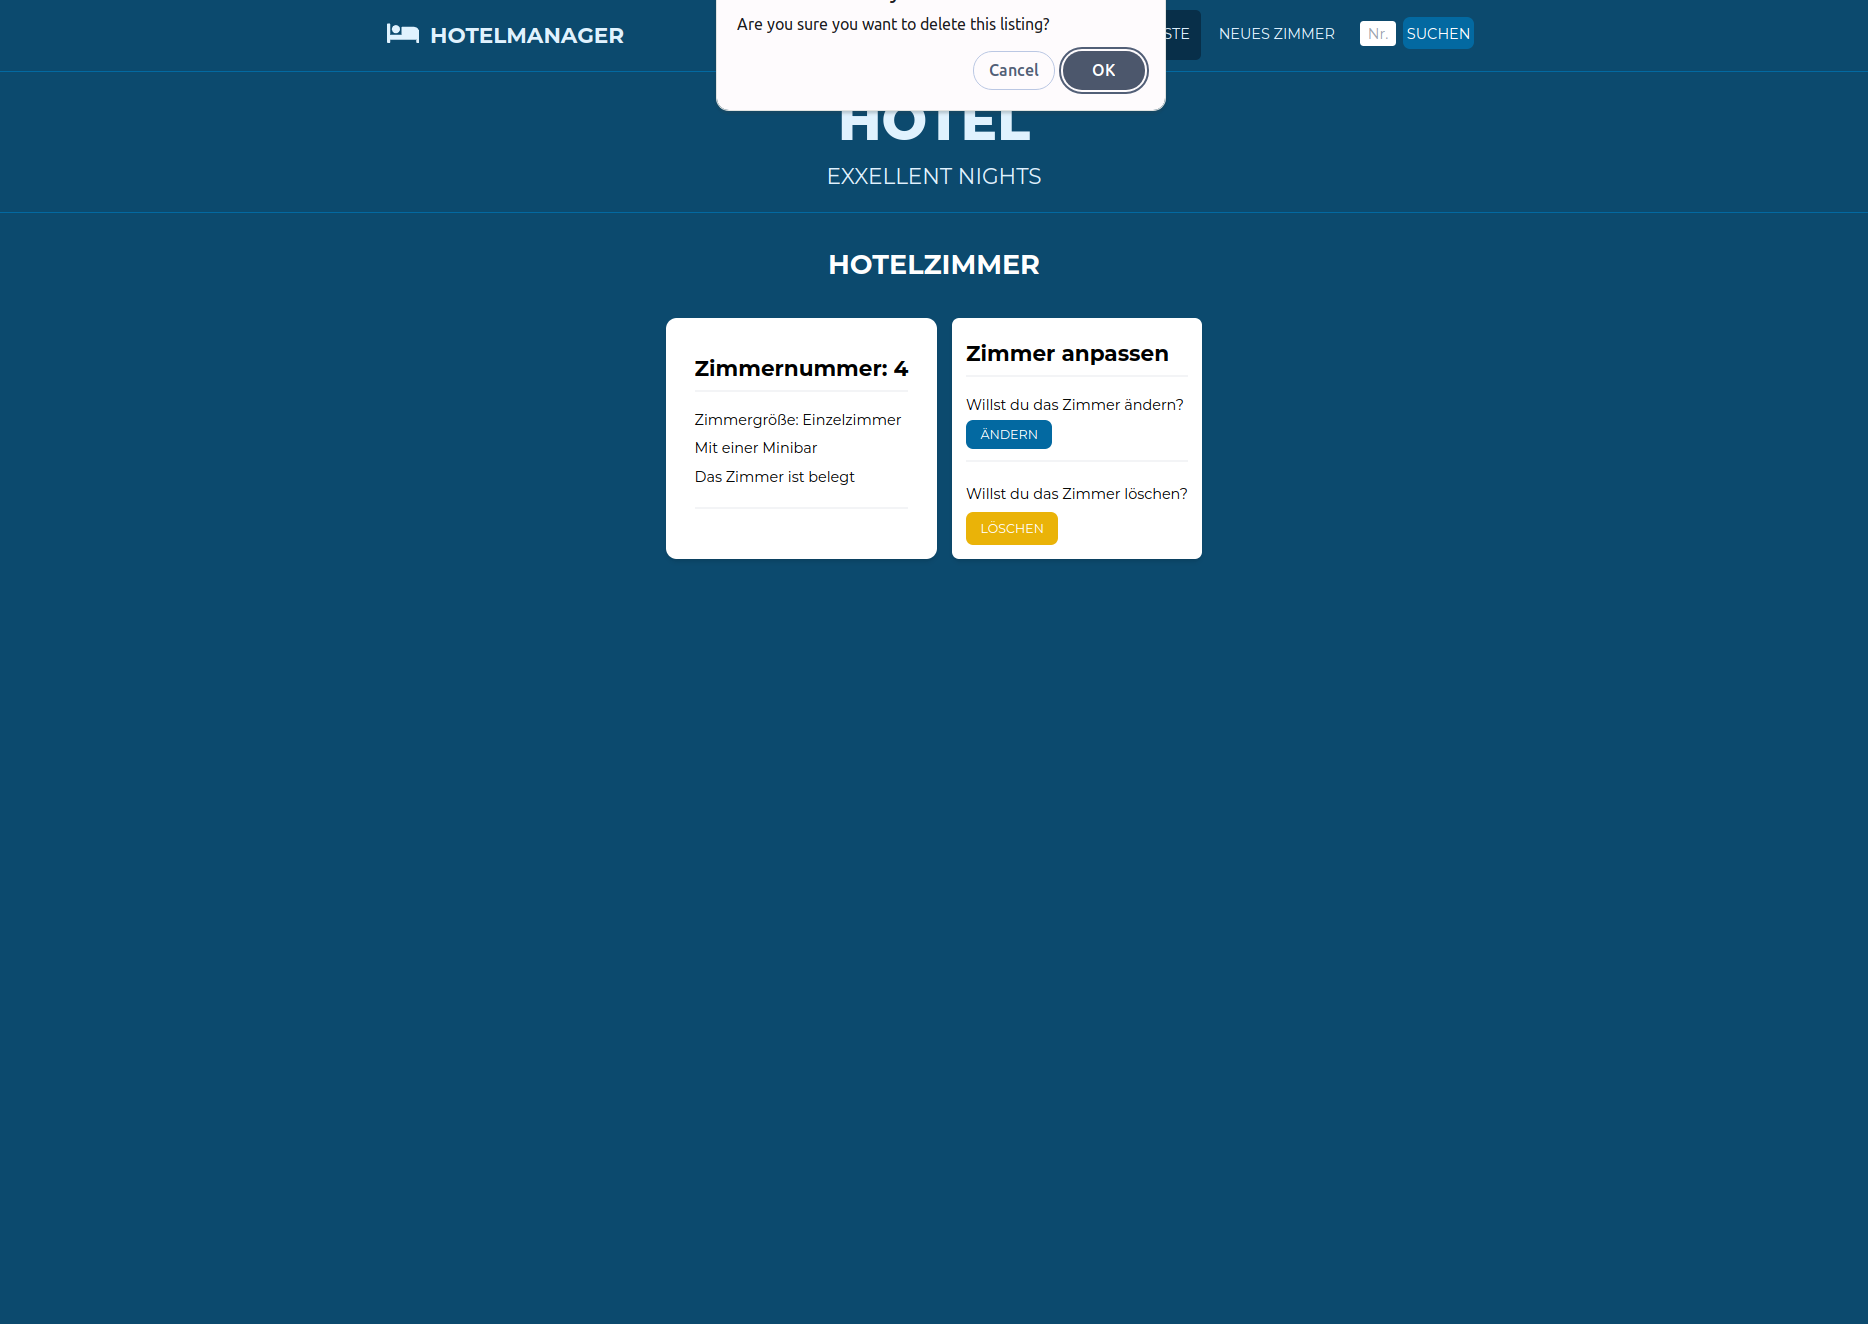 HOTELMANAGER
Are you sure you want to delete this listing?
Cancel
OK
NEUES ZIMMER
Nr.
SUCHEN
HOTEL
EXXELLENT NIGHTS
HOTELZIMMER
Zimmernummer: 4
Zimmergröße: Einzelzimmer
Mit einer Minibar
Das Zimmer ist belegt
Zimmer anpassen
Willst du das Zimmer ändern?
ÄNDERN
Willst du das Zimmer löschen?
LÖSCHEN